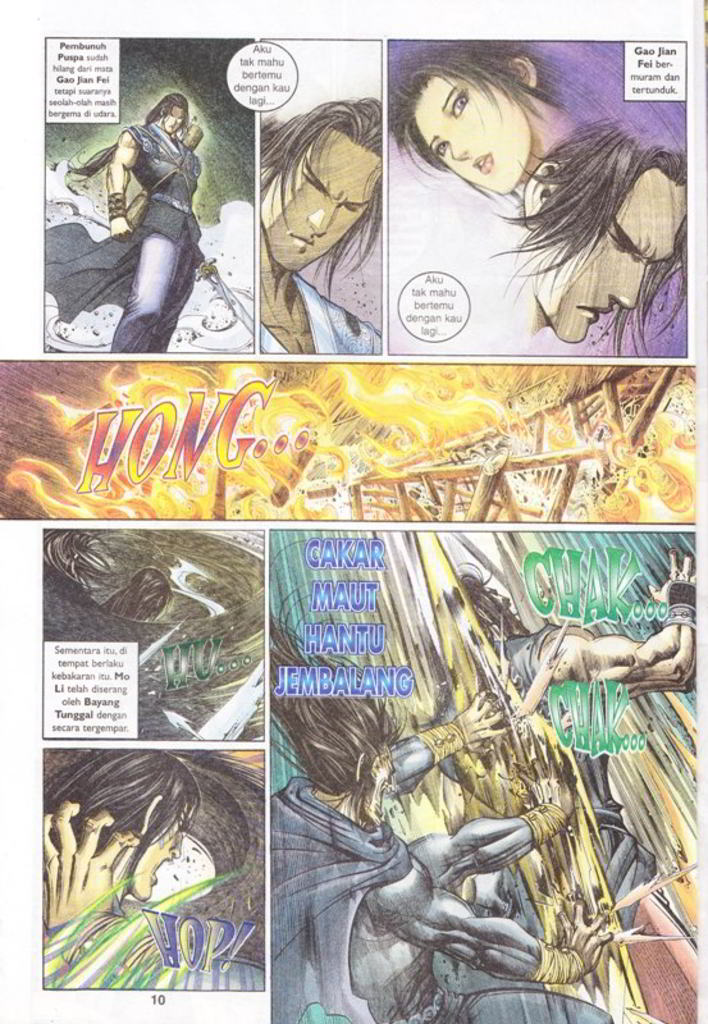 Pembunuh
Puspa sudah
hilang dari mata
Gao Jian Fei
tetapi suaranya
seolah-olah masih
bergema di udara.
Aku
tak mahu
bertemu
dengan kau
lagi...
Gao Jian
Fei ber-
muram dan
tertunduk.
Aku
tak mahu
bertemu
dengan kau
lagi...
HONG...
HU...
Sementara itu, di
tempat berlaku
kebakaran itu. Mo
Li telah diserang
oleh Bayang
Tunggal dengan
secara tergempar.
HOP!
CAKAR
MAUT
HANTU
JEMBALANG
CHAK...
CHAK...
10